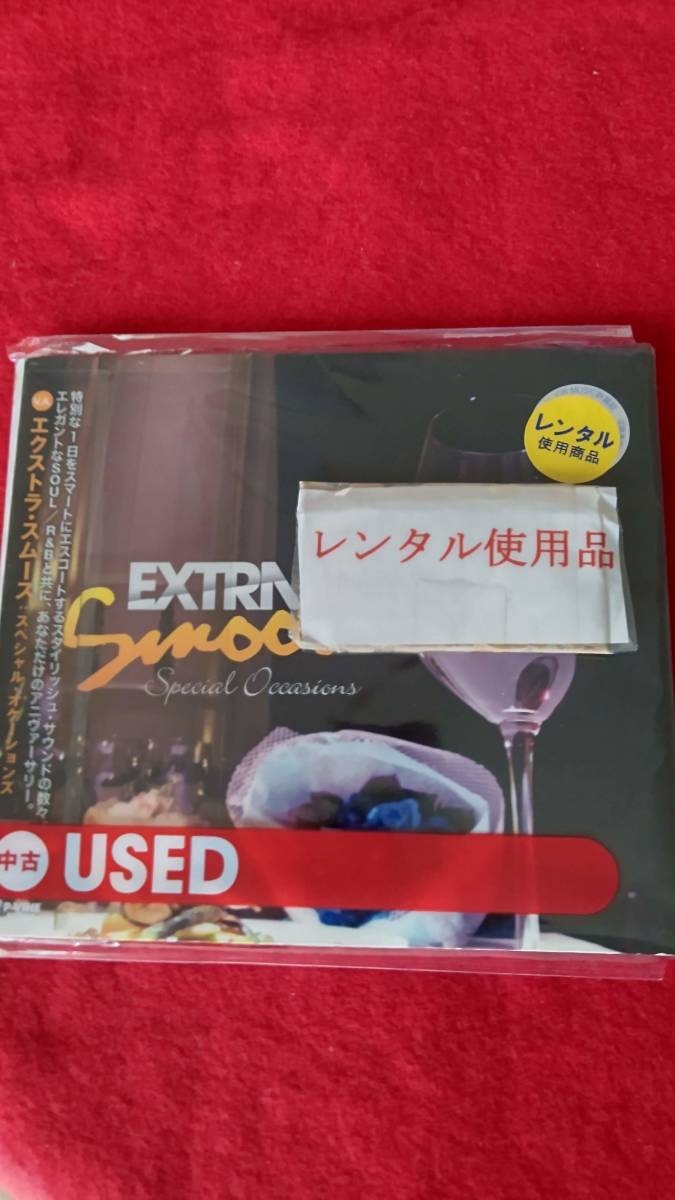 特別な1日をスマートにエスコートするスタイリッシュ・サウンドの数々。
エレガントなSOUL／R&Bと共に、あなただけのアニヴァーサリー。
V.A. エクストラ・スムース：スペシャル・オケージョンズ
レンタル
使用商品
レンタル使用品
EXTRA
Smoo
Special Occasions
中古 USED